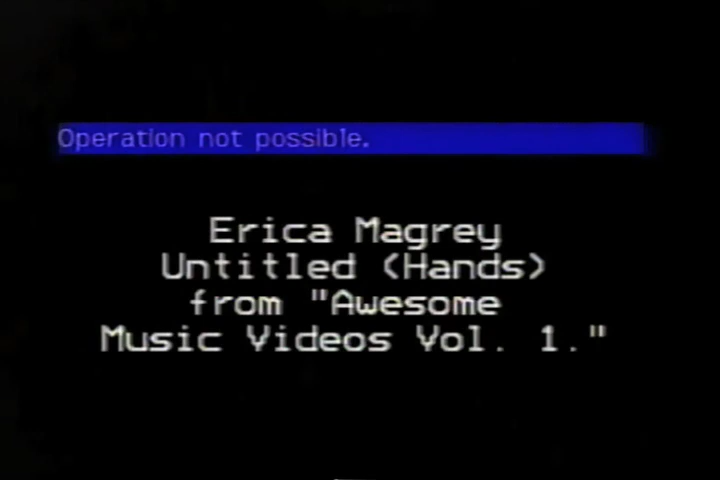 Operation not possible.
Erica Magrey
Untitled (Hands)
from "Awesome
Music Videos Vol. 1."